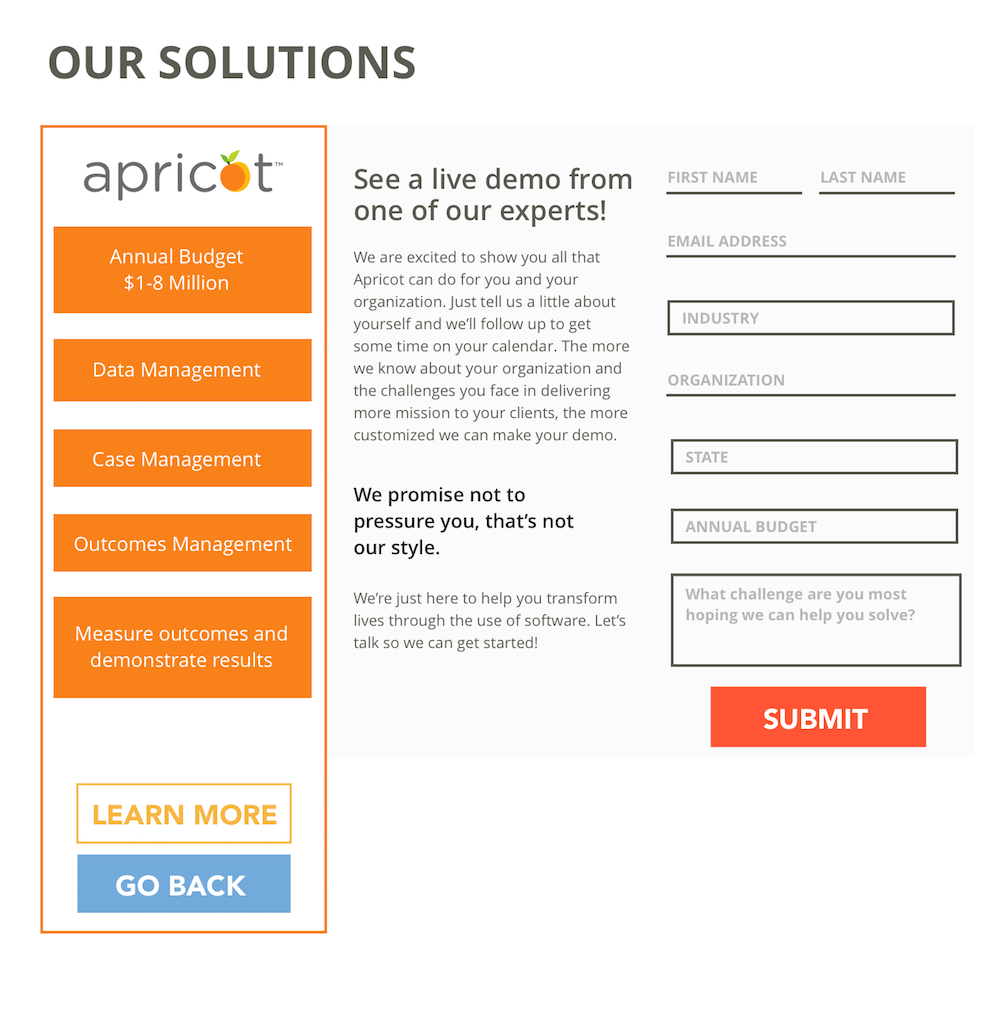 OUR SOLUTIONS
apricot™
Annual Budget
$1-8 Million
Data Management
Case Management
Outcomes Management
Measure outcomes and
demonstrate results
LEARN MORE
GO BACK
See a live demo from
one of our experts!
We are excited to show you all that
Apricot can do for you and your
organization. Just tell us a little about
yourself and we’ll follow up to get
some time on your calendar. The more
we know about your organization and
the challenges you face in delivering
more mission to your clients, the more
customized we can make your demo.
We promise not to
pressure you, that’s not
our style.
We’re just here to help you transform
lives through the use of software. Let’s
talk so we can get started!
FIRST NAME LAST NAME
EMAIL ADDRESS
INDUSTRY
ORGANIZATION
STATE
ANNUAL BUDGET
What challenge are you most
hoping we can help you solve?
SUBMIT